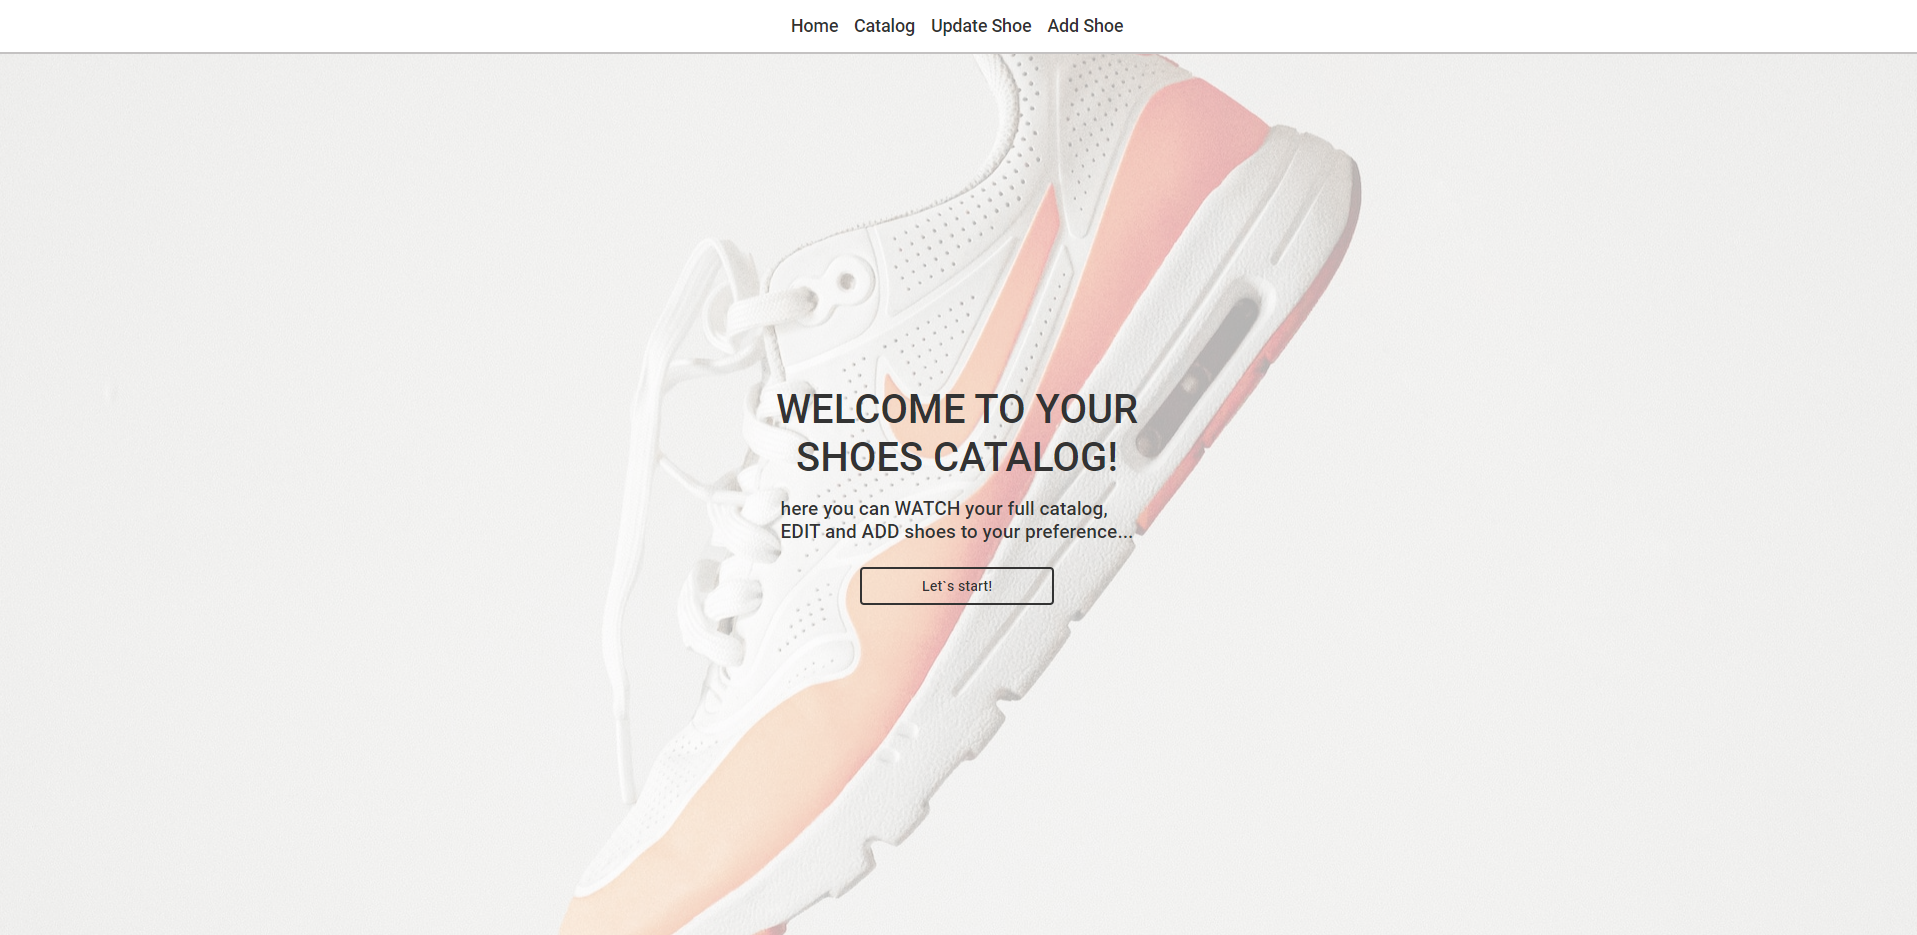 Home Catalog Update Shoe Add Shoe
WELCOME TO YOUR
SHOES CATALOG!
here you can WATCH your full catalog,
EDIT and ADD shoes to your preference...
Let`s start!